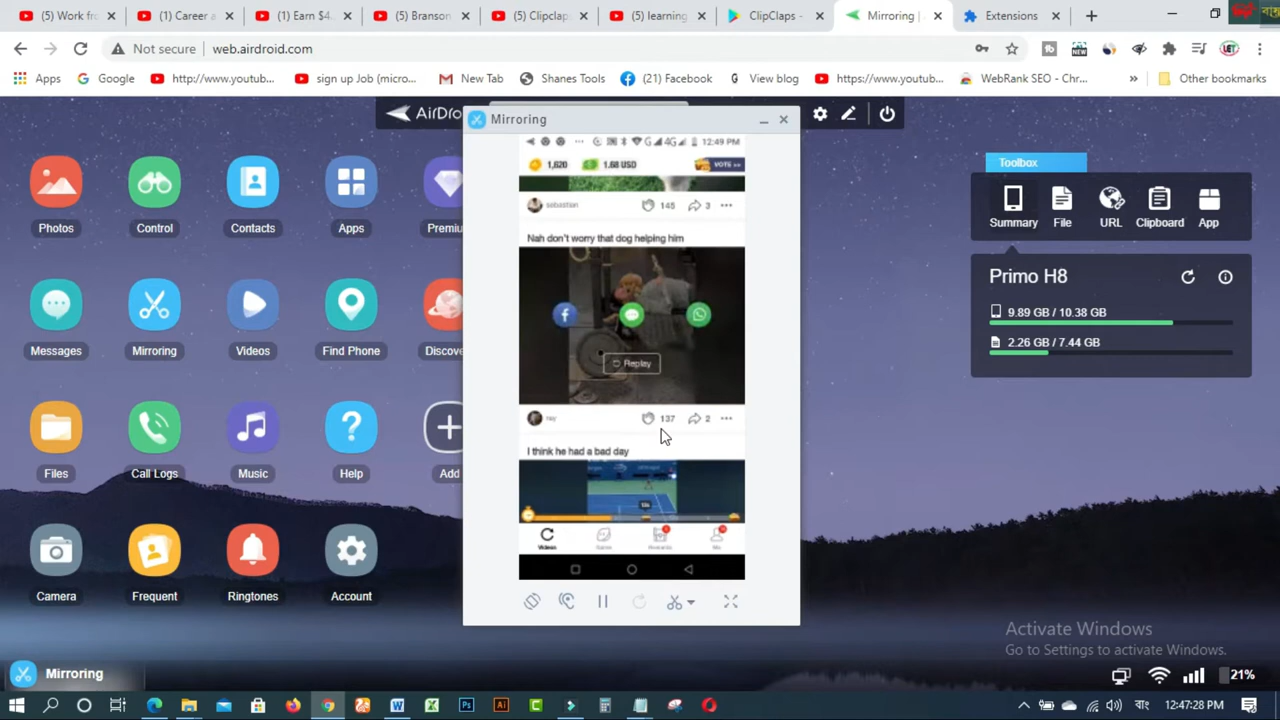 (5) Work fro
(1) Career a
(1) Earn $4.
(5) Branson
(5) Clipclap
(5) learning
ClipClaps -
Mirroring |
Extensions
Not secure
web.airdroid.com
Apps
Google
http://www.youtub...
sign up Job (micro...
New Tab
Shanes Tools
(21) Facebook
View blog
https://www.youtub...
WebRank SEO - Chr...
»
Other bookmarks
AirDro
Mirroring
Toolbox
12:49 PM
1,620
1.68 USD
VOTE >>
sebastian
145
3
Nah don't worry that dog helping him
Replay
ray
137
2
I think he had a bad day
Videos
Rewards
Me
Photos
Control
Contacts
Apps
Premiu
Messages
Mirroring
Videos
Find Phone
Discove
Files
Call Logs
Music
Help
Add
Camera
Frequent
Ringtones
Account
Summary
File
URL
Clipboard
App
Primo H8
9.89 GB / 10.38 GB
2.26 GB / 7.44 GB
Activate Windows
Go to Settings to activate Windows.
Mirroring
21%
বাং
12:47:28 PM